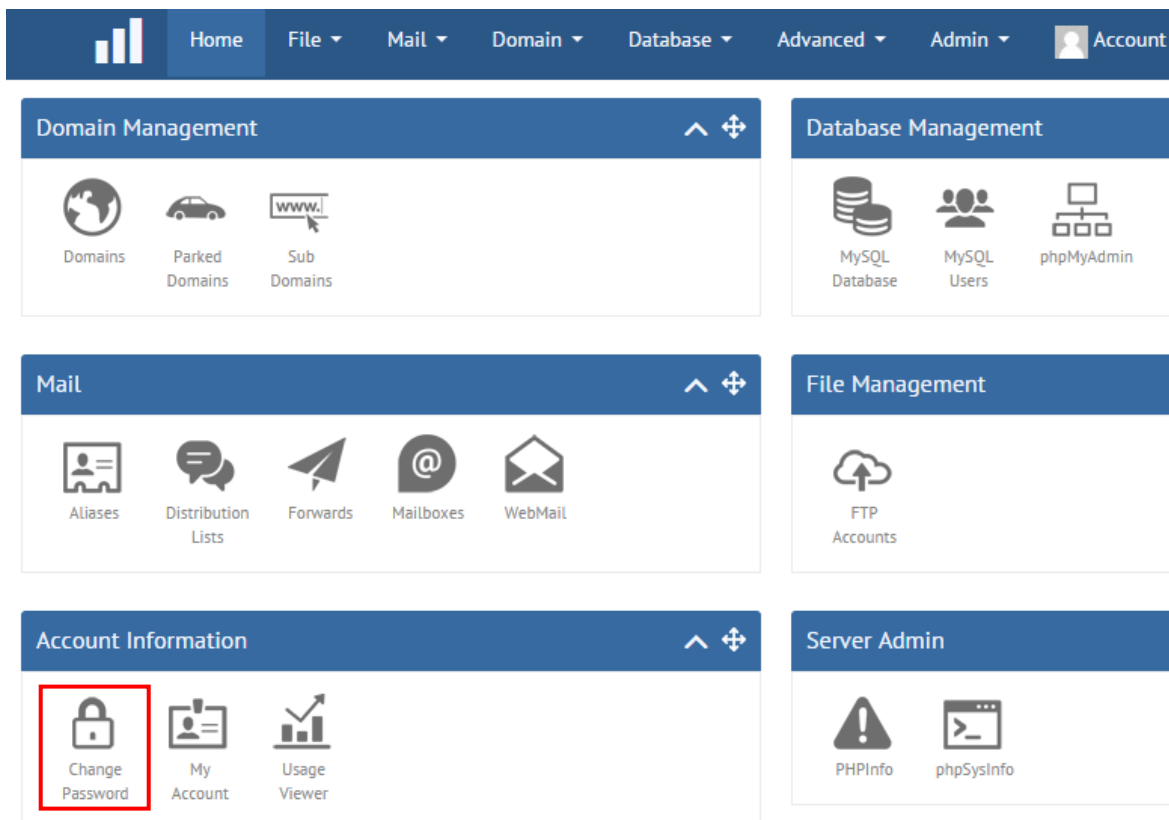 Home File Mail Domain Database Advanced Admin Account
Domain Management
Database Management
www.
Domains
Parked
Domains
Sub
Domains
MySQL
Database
MySQL
Users
phpMyAdmin
Mail
File Management
@
Aliases
Distribution
Lists
Forwards
Mailboxes
WebMail
FTP
Accounts
Account Information
Server Admin
>_
Change
Password
My
Account
Usage
Viewer
PHPInfo
phpSysInfo